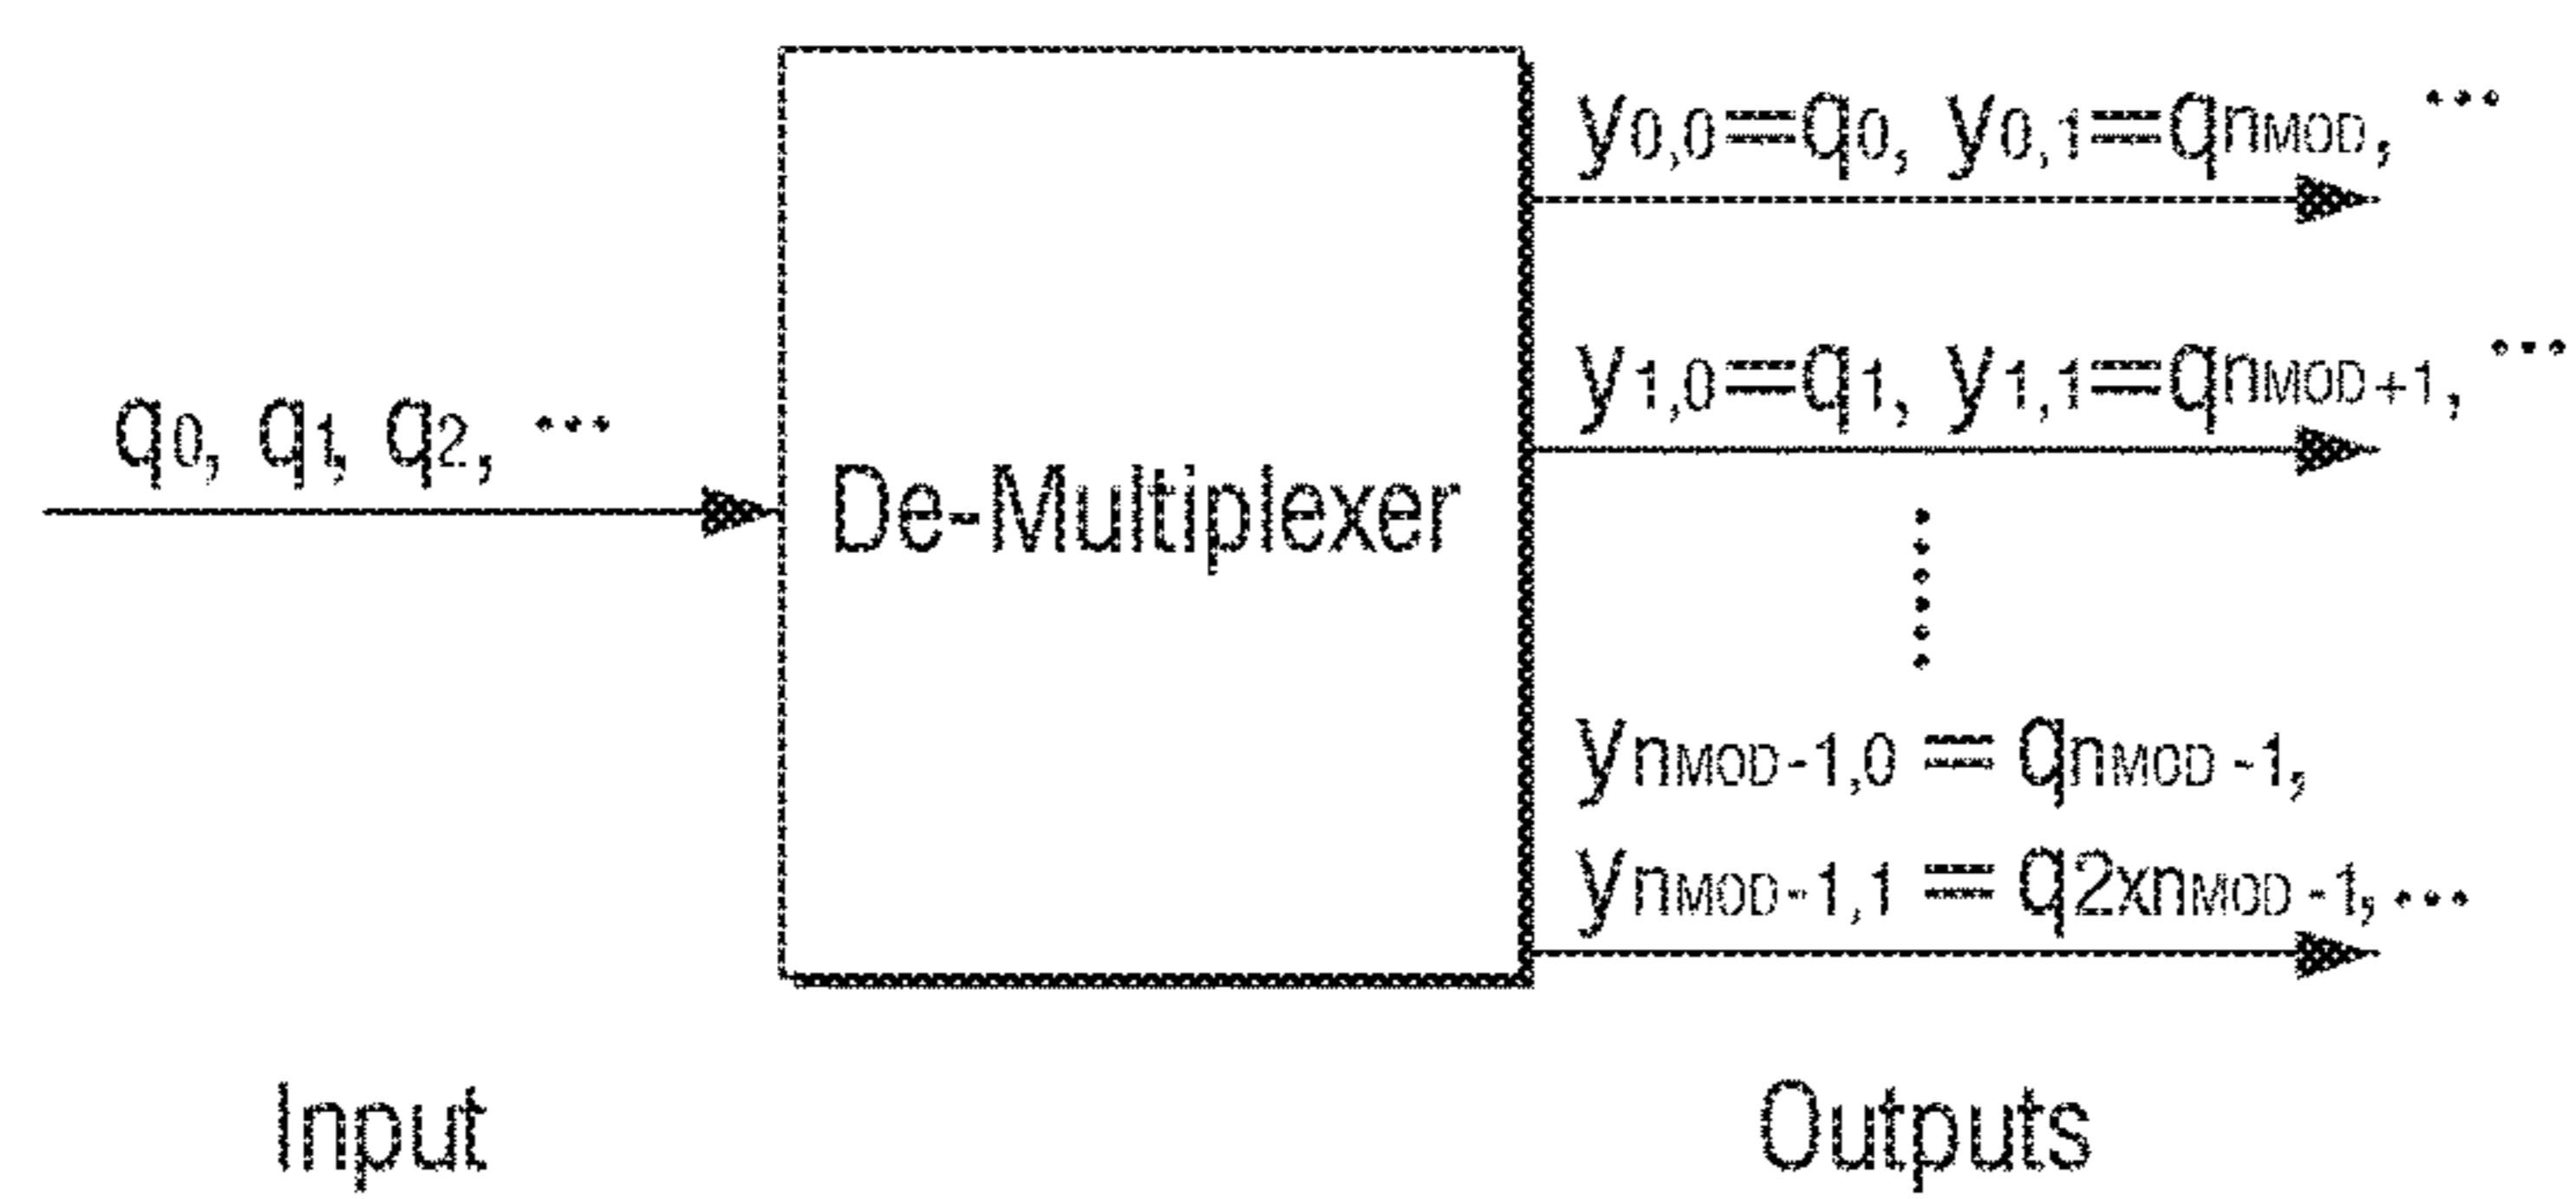 y0,0=q0, y0,1=qnMOD, ···
y1,0=q1, y1,1=qnMOD+1, ···
q0, q1, q2, ···
De-Multiplexer
ynMOD-1,0 = qnMOD-1,
ynMOD-1,1 = q2xnMOD-1, ···
Input
Outputs